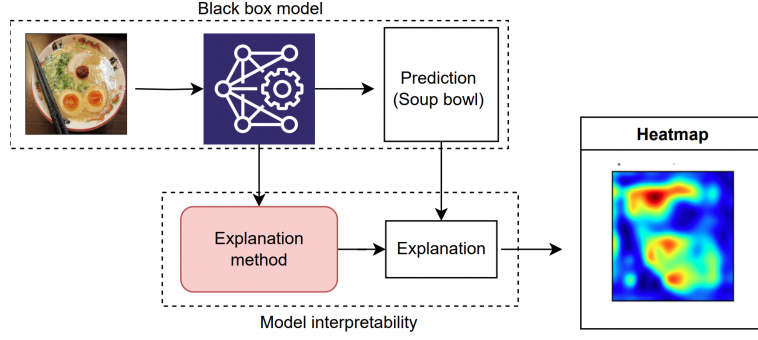 Black box model
Prediction
(Soup bowl)
Heatmap
Explanation
method
Explanation
Model interpretability